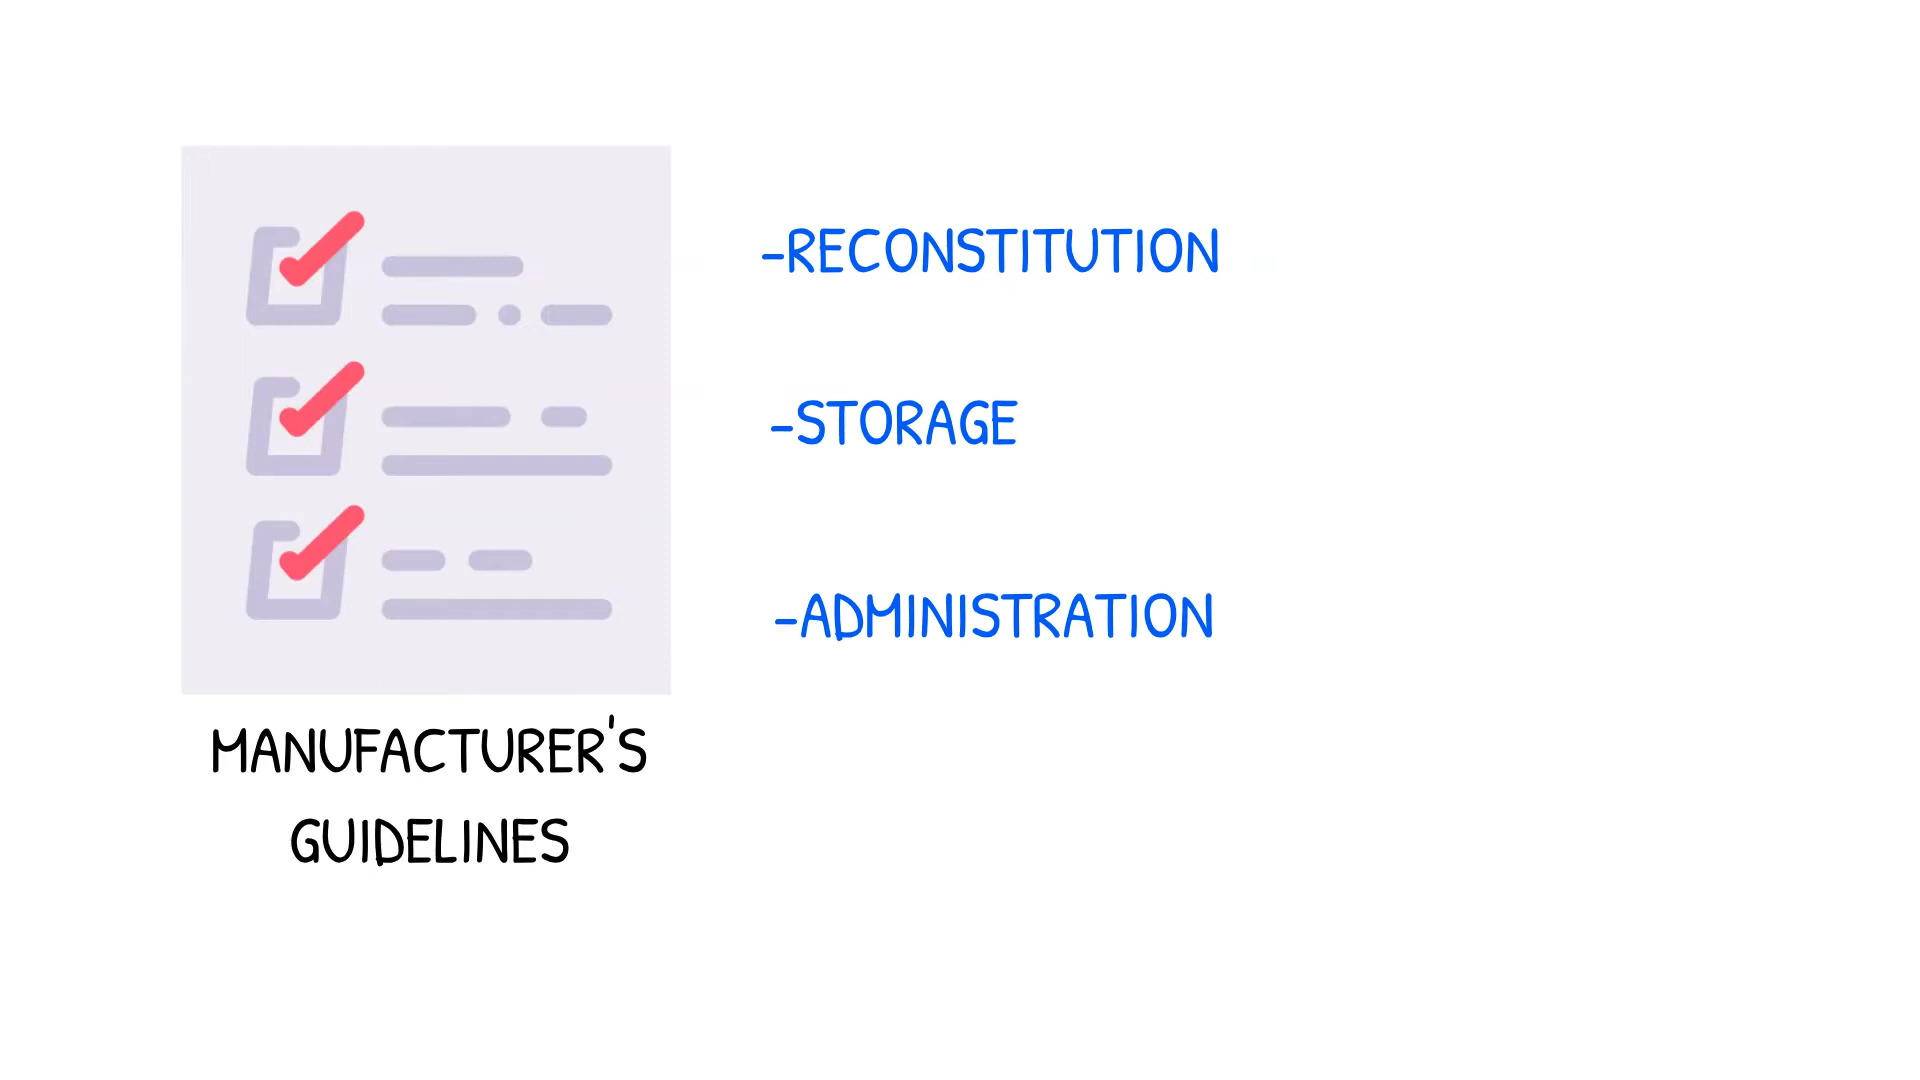 -RECONSTITUTION
-STORAGE
-ADMINISTRATION
MANUFACTURER'S
GUIDELINES